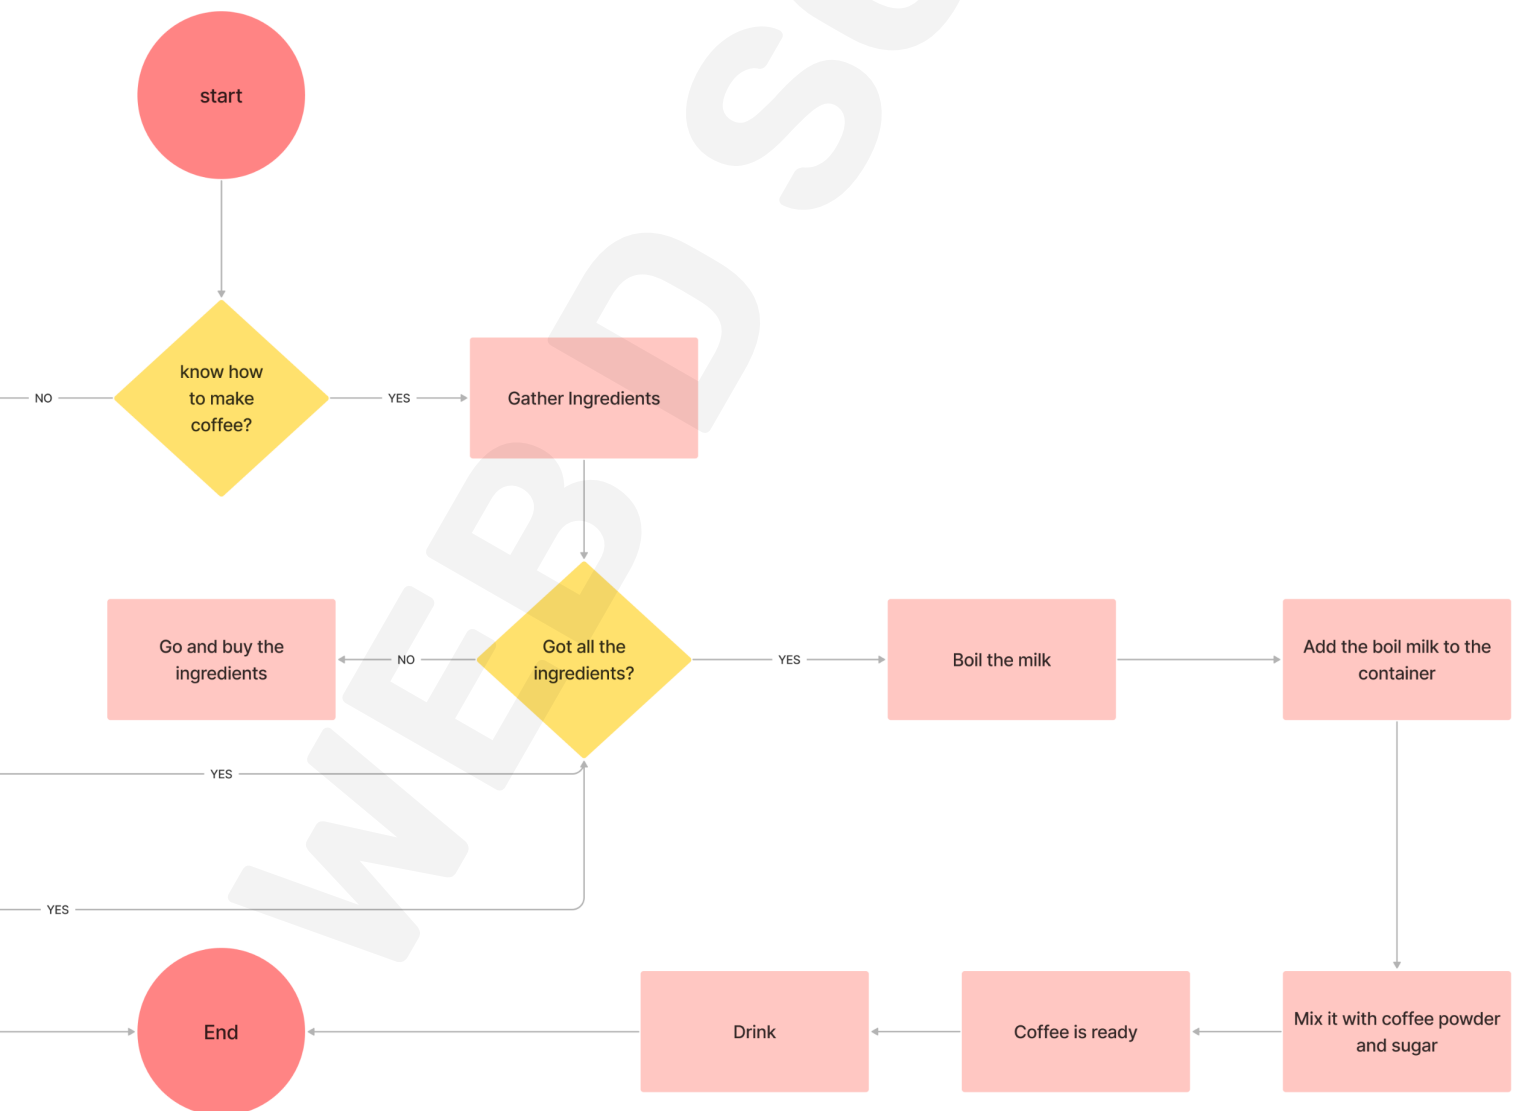 start
know how
to make
coffee?
NO
YES
Gather Ingredients
Go and buy the
ingredients
NO
Got all the
ingredients?
YES
Boil the milk
Add the boil milk to the
container
YES
YES
End
Drink
Coffee is ready
Mix it with coffee powder
and sugar
WEB D